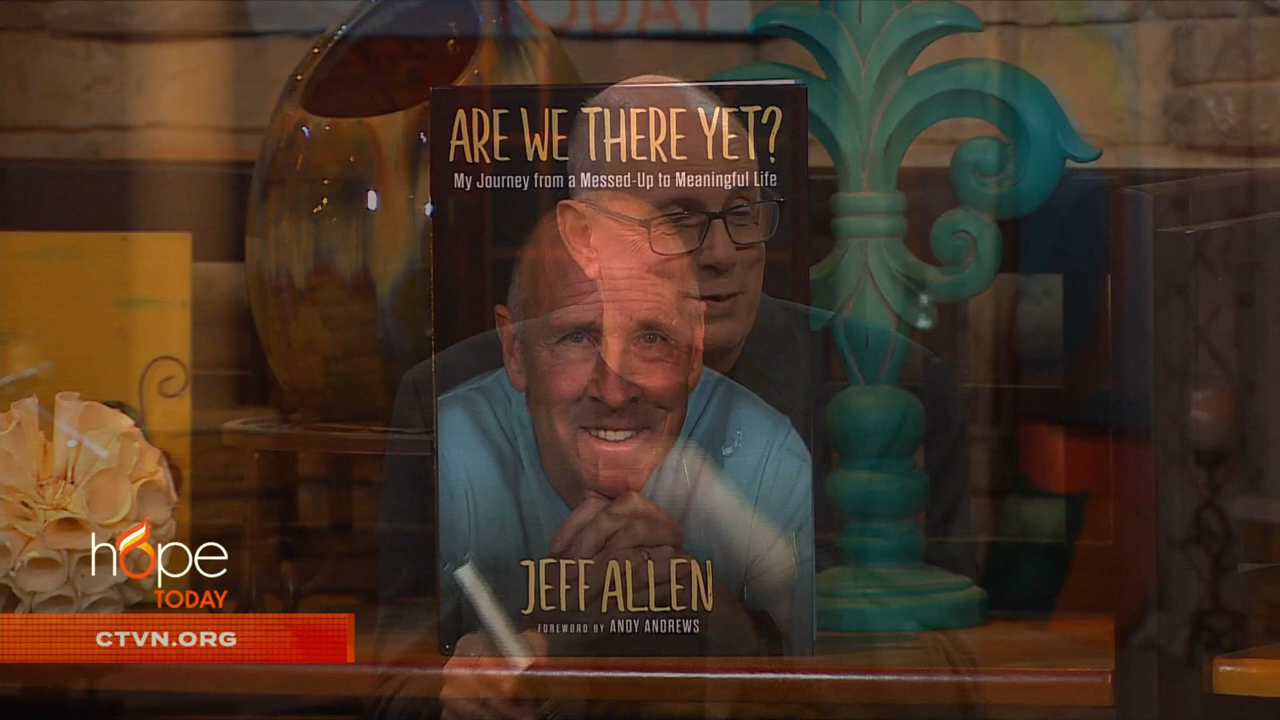 TODAY
ARE WE THERE YET?
My Journey from a Messed-Up to Meaningful Life
JEFF ALLEN
FOREWORD BY ANDY ANDREWS
hope
TODAY
CTVN.ORG